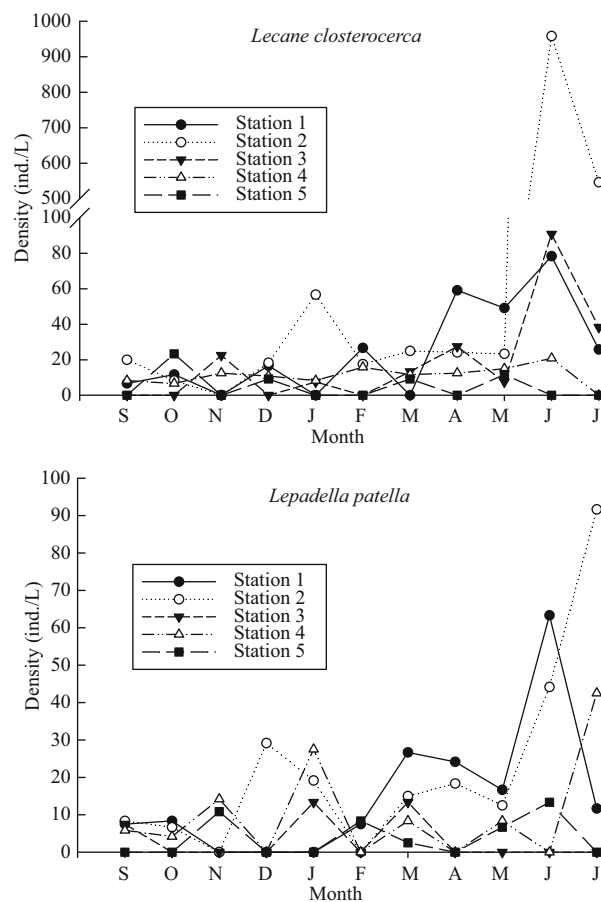 Lecane closterocerca
1000
900
800
700
600
500
100
80
60
40
20
0
Density (ind./L)
Station 1
Station 2
Station 3
Station 4
Station 5
S O N D J F M A M J J
Month
Lepadella patella
100
90
80
70
60
50
40
30
20
10
0
Density (ind./L)
Station 1
Station 2
Station 3
Station 4
Station 5
S O N D J F M A M J J
Month